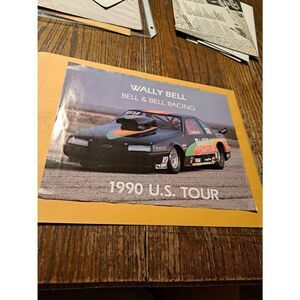 WALLY BELL
BELL & BELL RACING
1990 U.S. TOUR